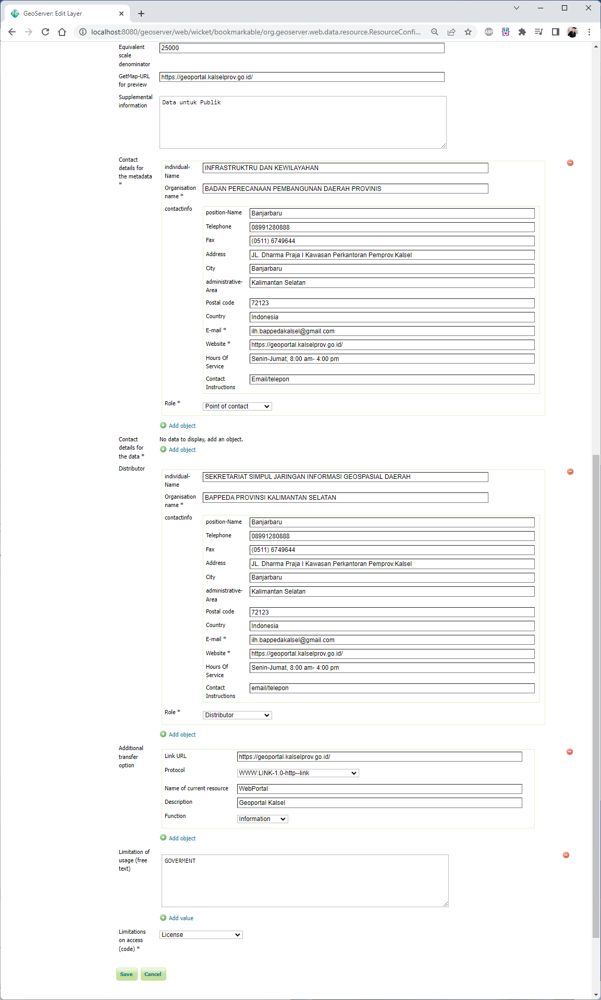 GeoServer: Edit Layer
localhost:8080/geoserver/web/wicket/bookmarkable/org.geoserver.web.data.resource.ResourceConfi...
ABP
Equivalent
scale
denominator
25000
GetMap-URL
for preview
https://geoportal.kalselprov.go.id/
Supplemental
information
Data untuk Publik
Contact
details for
the metadata
*
individual-
Name
INFRASTRUKTRU DAN KEWILAYAHAN
Organisation
name *
BADAN PERECANAAN PEMBANGUNAN DAERAH PROVINIS
contactinfo
position-Name
Banjarbaru
Telephone
08991280888
Fax
(0511) 6749644
Address
JL. Dharma Praja I Kawasan Perkantoran Pemprov.Kalsel
City
Banjarbaru
administrative-
Area
Kalimantan Selatan
Postal code
72123
Country
Indonesia
E-mail *
ilh.bappedakalsel@gmail.com
Website *
https://geoportal.kalselprov.go.id/
Hours Of
Service
Senin-Jumat, 8:00 am- 4:00 pm
Contact
Instructions
Email/telepon
Role *
Point of contact
Add object
Contact
details for
the data *
No data to display, add an object.
Add object
Distributor
individual-
Name
SEKRETARIAT SIMPUL JARINGAN INFORMASI GEOSPASIAL DAERAH
Organisation
name *
BAPPEDA PROVINSI KALIMANTAN SELATAN
contactinfo
position-Name
Banjarbaru
Telephone
08991280888
Fax
(0511) 6749644
Address
JL. Dharma Praja I Kawasan Perkantoran Pemprov.Kalsel
City
Banjarbaru
administrative-
Area
Kalimantan Selatan
Postal code
72123
Country
Indonesia
E-mail *
ilh.bappedakalsel@gmail.com
Website *
https://geoportal.kalselprov.go.id/
Hours Of
Service
Senin-Jumat, 8:00 am- 4:00 pm
Contact
Instructions
email/telepon
Role *
Distributor
Add object
Additional
transfer
option
Link URL
https://geoportal.kalselprov.go.id/
Protocol
WWW:LINK-1.0-http--link
Name of current resource
WebPortal
Description
Geoportal Kalsel
Function
Information
Add object
Limitation of
usage (free
text)
GOVERMENT
Add value
Limitations
on access
(code) *
License
Save
Cancel